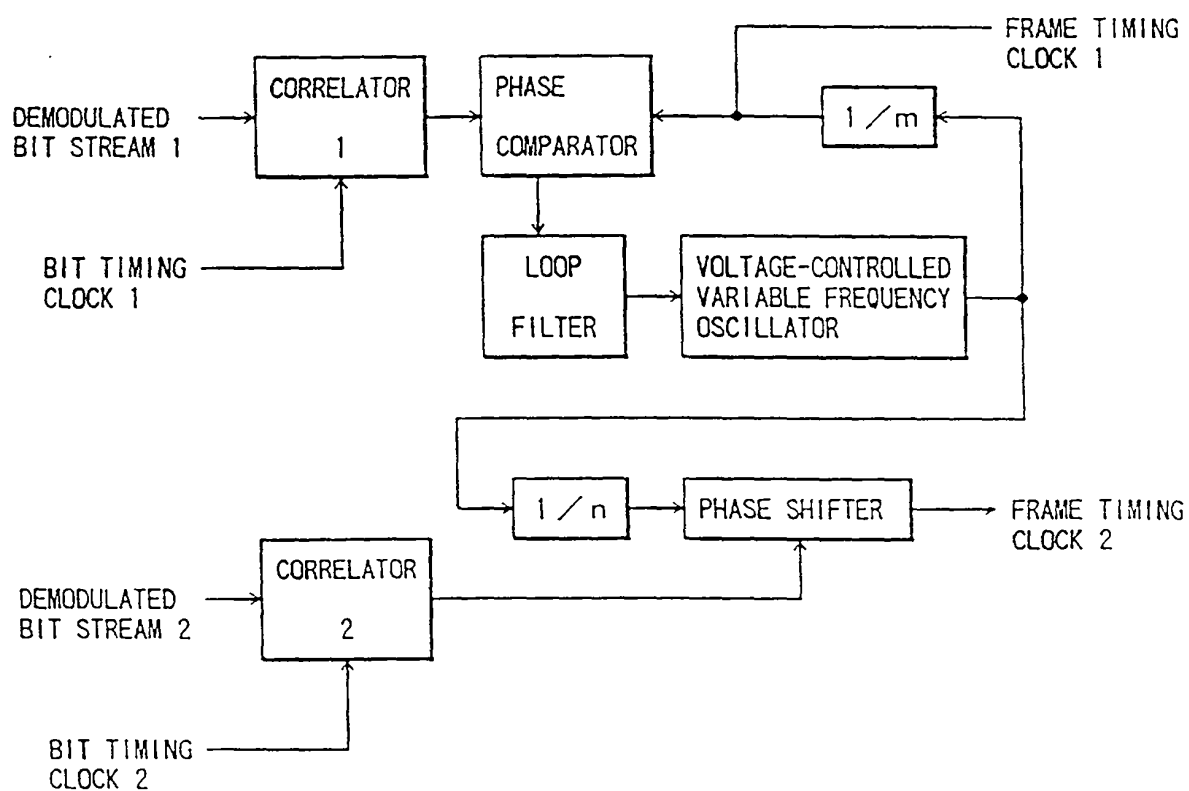 FRAME TIMING
CLOCK 1
CORRELATOR
1
PHASE
COMPARATOR
1/m
DEMODULATED
BIT STREAM 1
BIT TIMING
CLOCK 1
LOOP
FILTER
VOLTAGE-CONTROLLED
VARIABLE FREQUENCY
OSCILLATOR
1/n
PHASE SHIFTER
FRAME TIMING
CLOCK 2
CORRELATOR
2
DEMODULATED
BIT STREAM 2
BIT TIMING
CLOCK 2